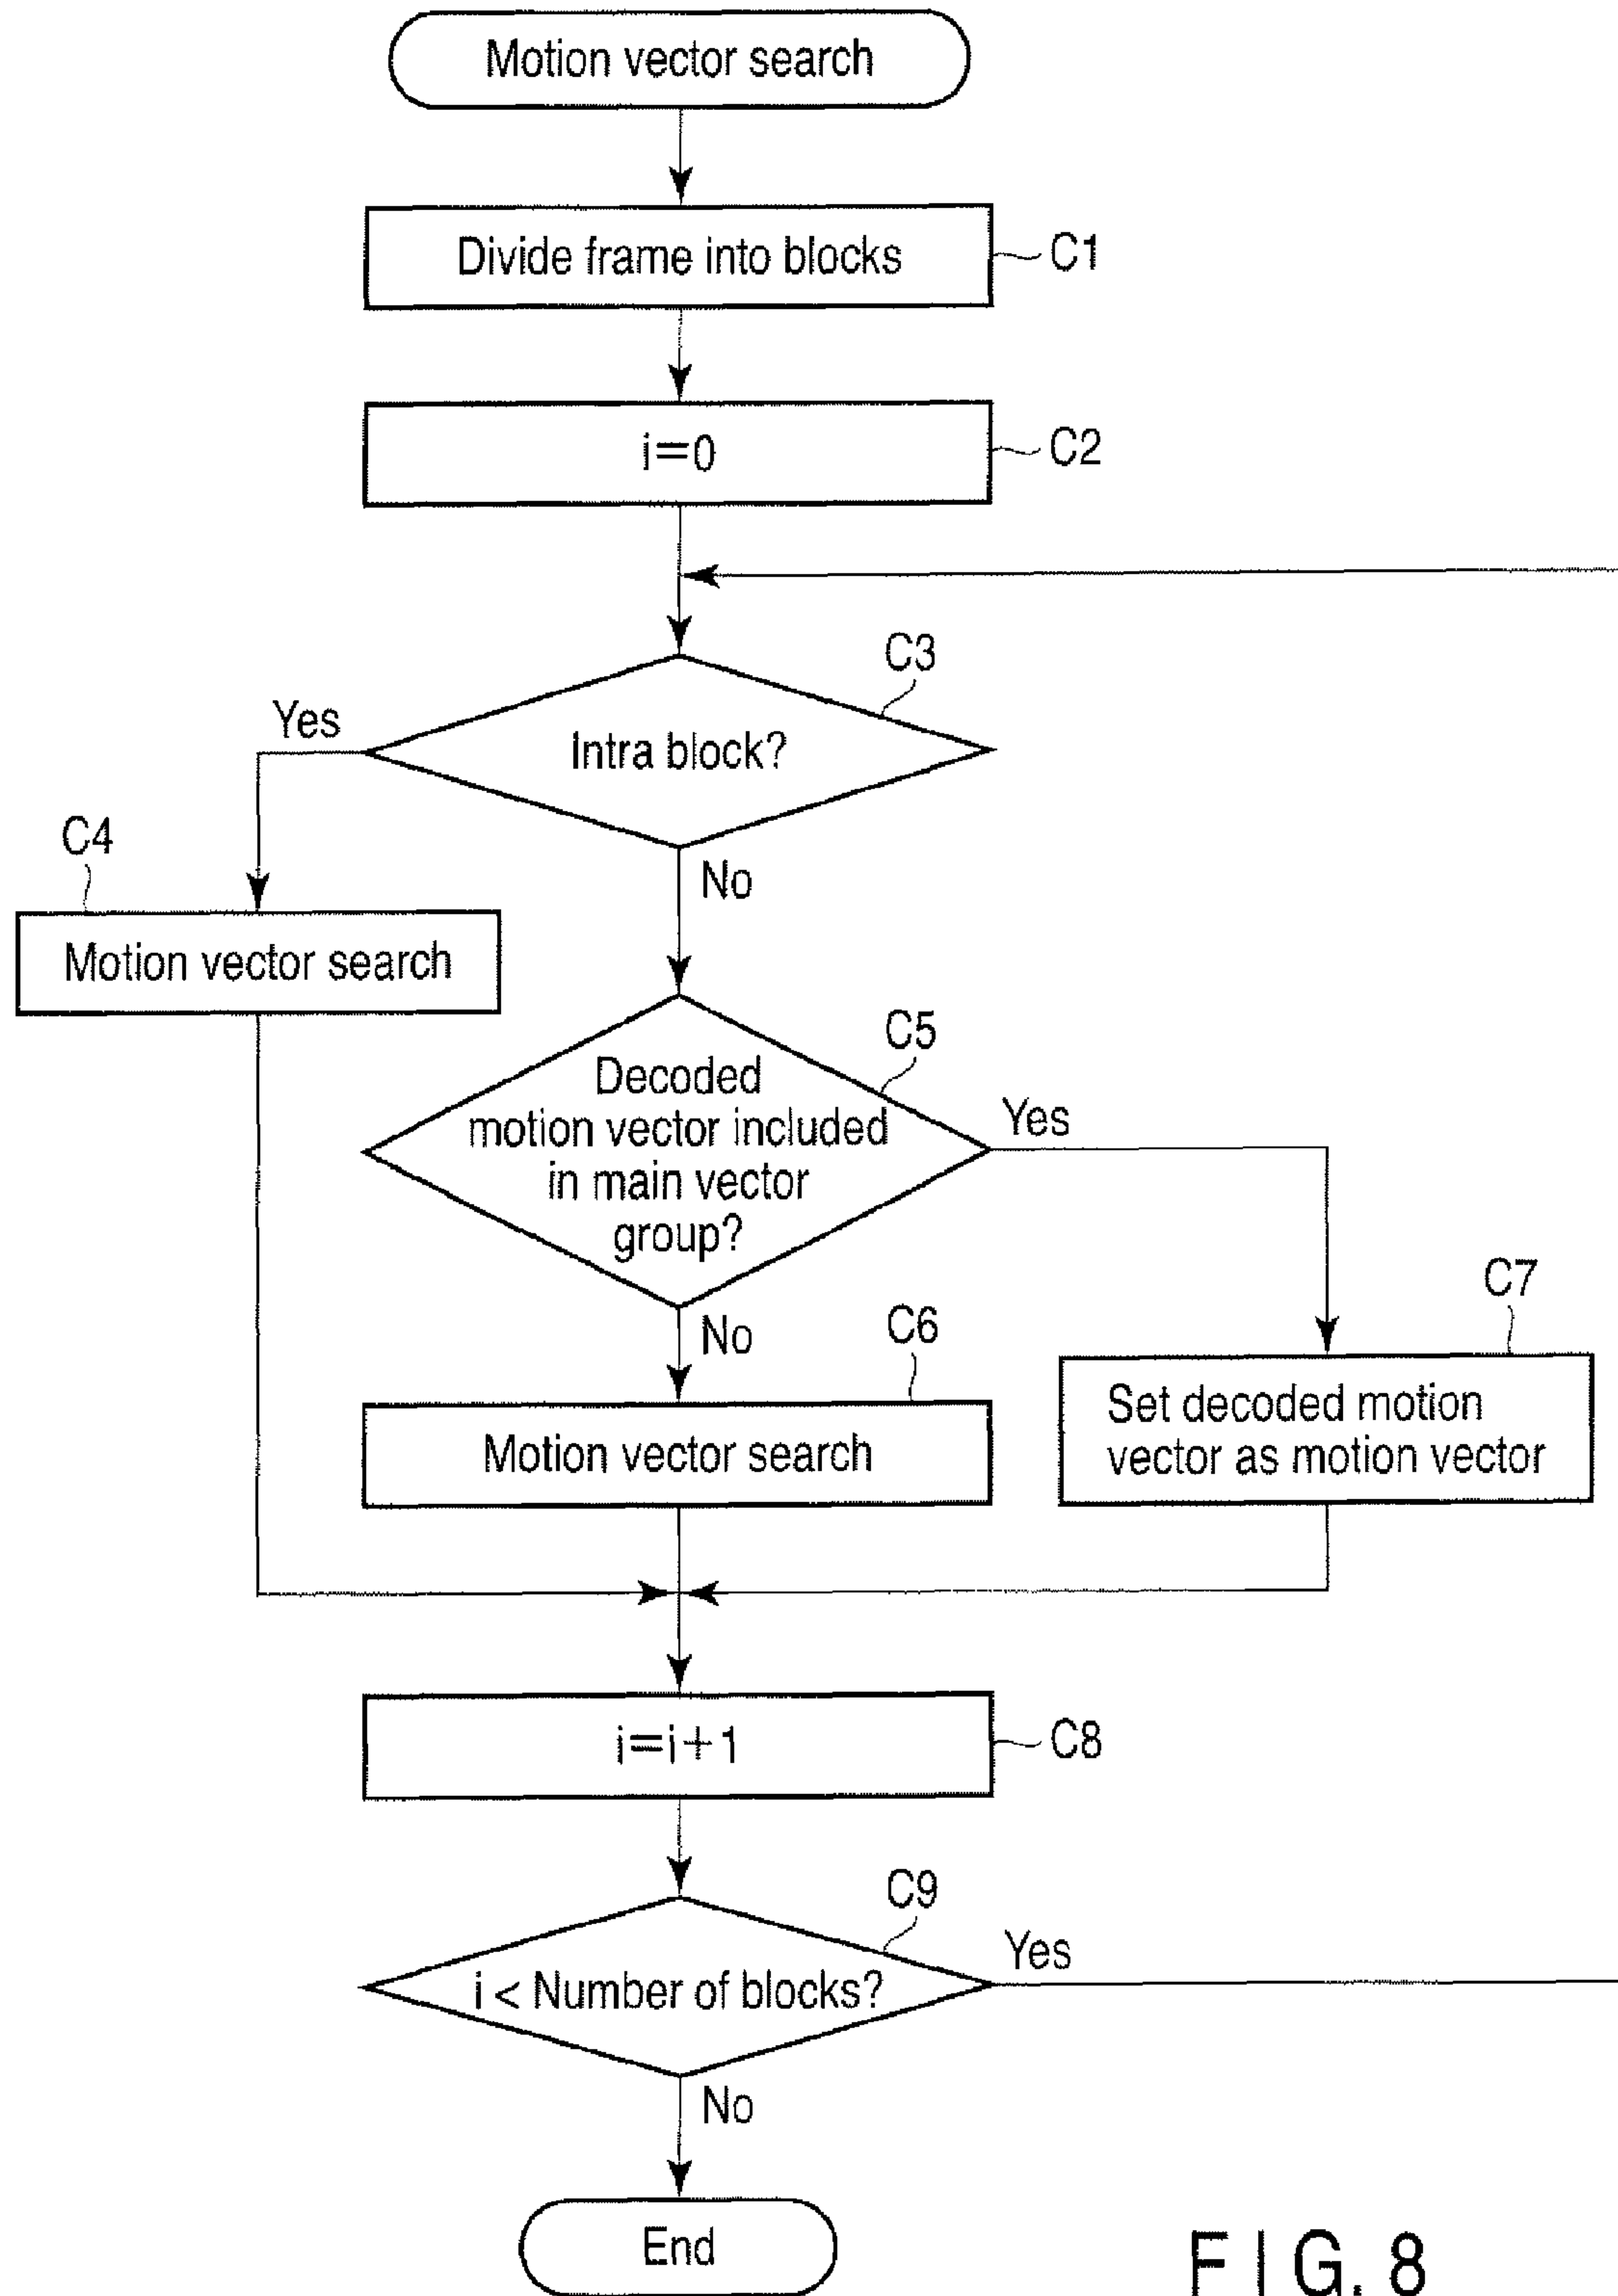 Motion vector search
Divide frame into blocks
C1
i=0
C2
C3
Yes
Intra block?
C4
No
Motion vector search
C5
Decoded
motion vector included
in main vector
group?
Yes
C7
No
C6
Set decoded motion
vector as motion vector
Motion vector search
i=i+1
C8
C9
Yes
i < Number of blocks?
No
End
FIG. 8